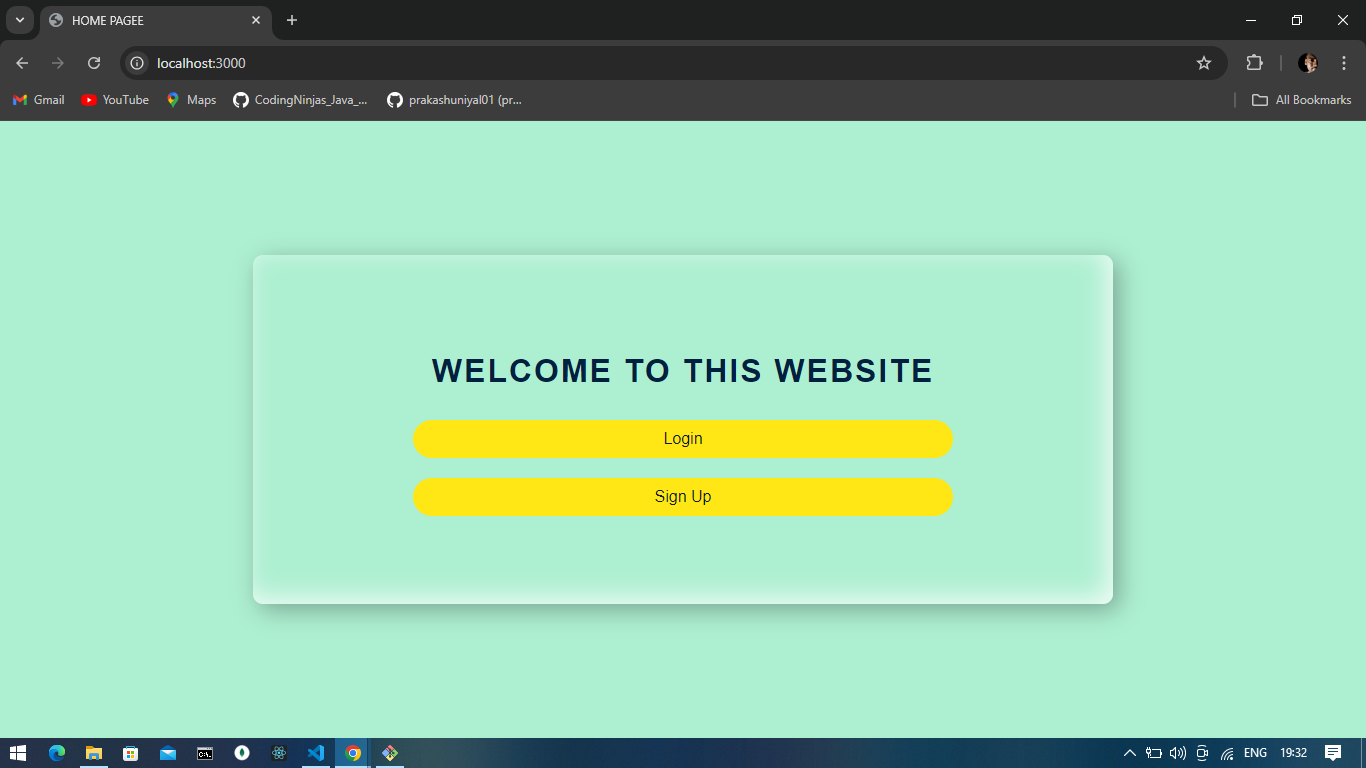 HOME PAGEE
localhost:3000
Gmail
YouTube
Maps
CodingNinjas_Java_...
prakashuniyal01 (pr...
All Bookmarks
WELCOME TO THIS WEBSITE
Login
Sign Up
ENG
19:32